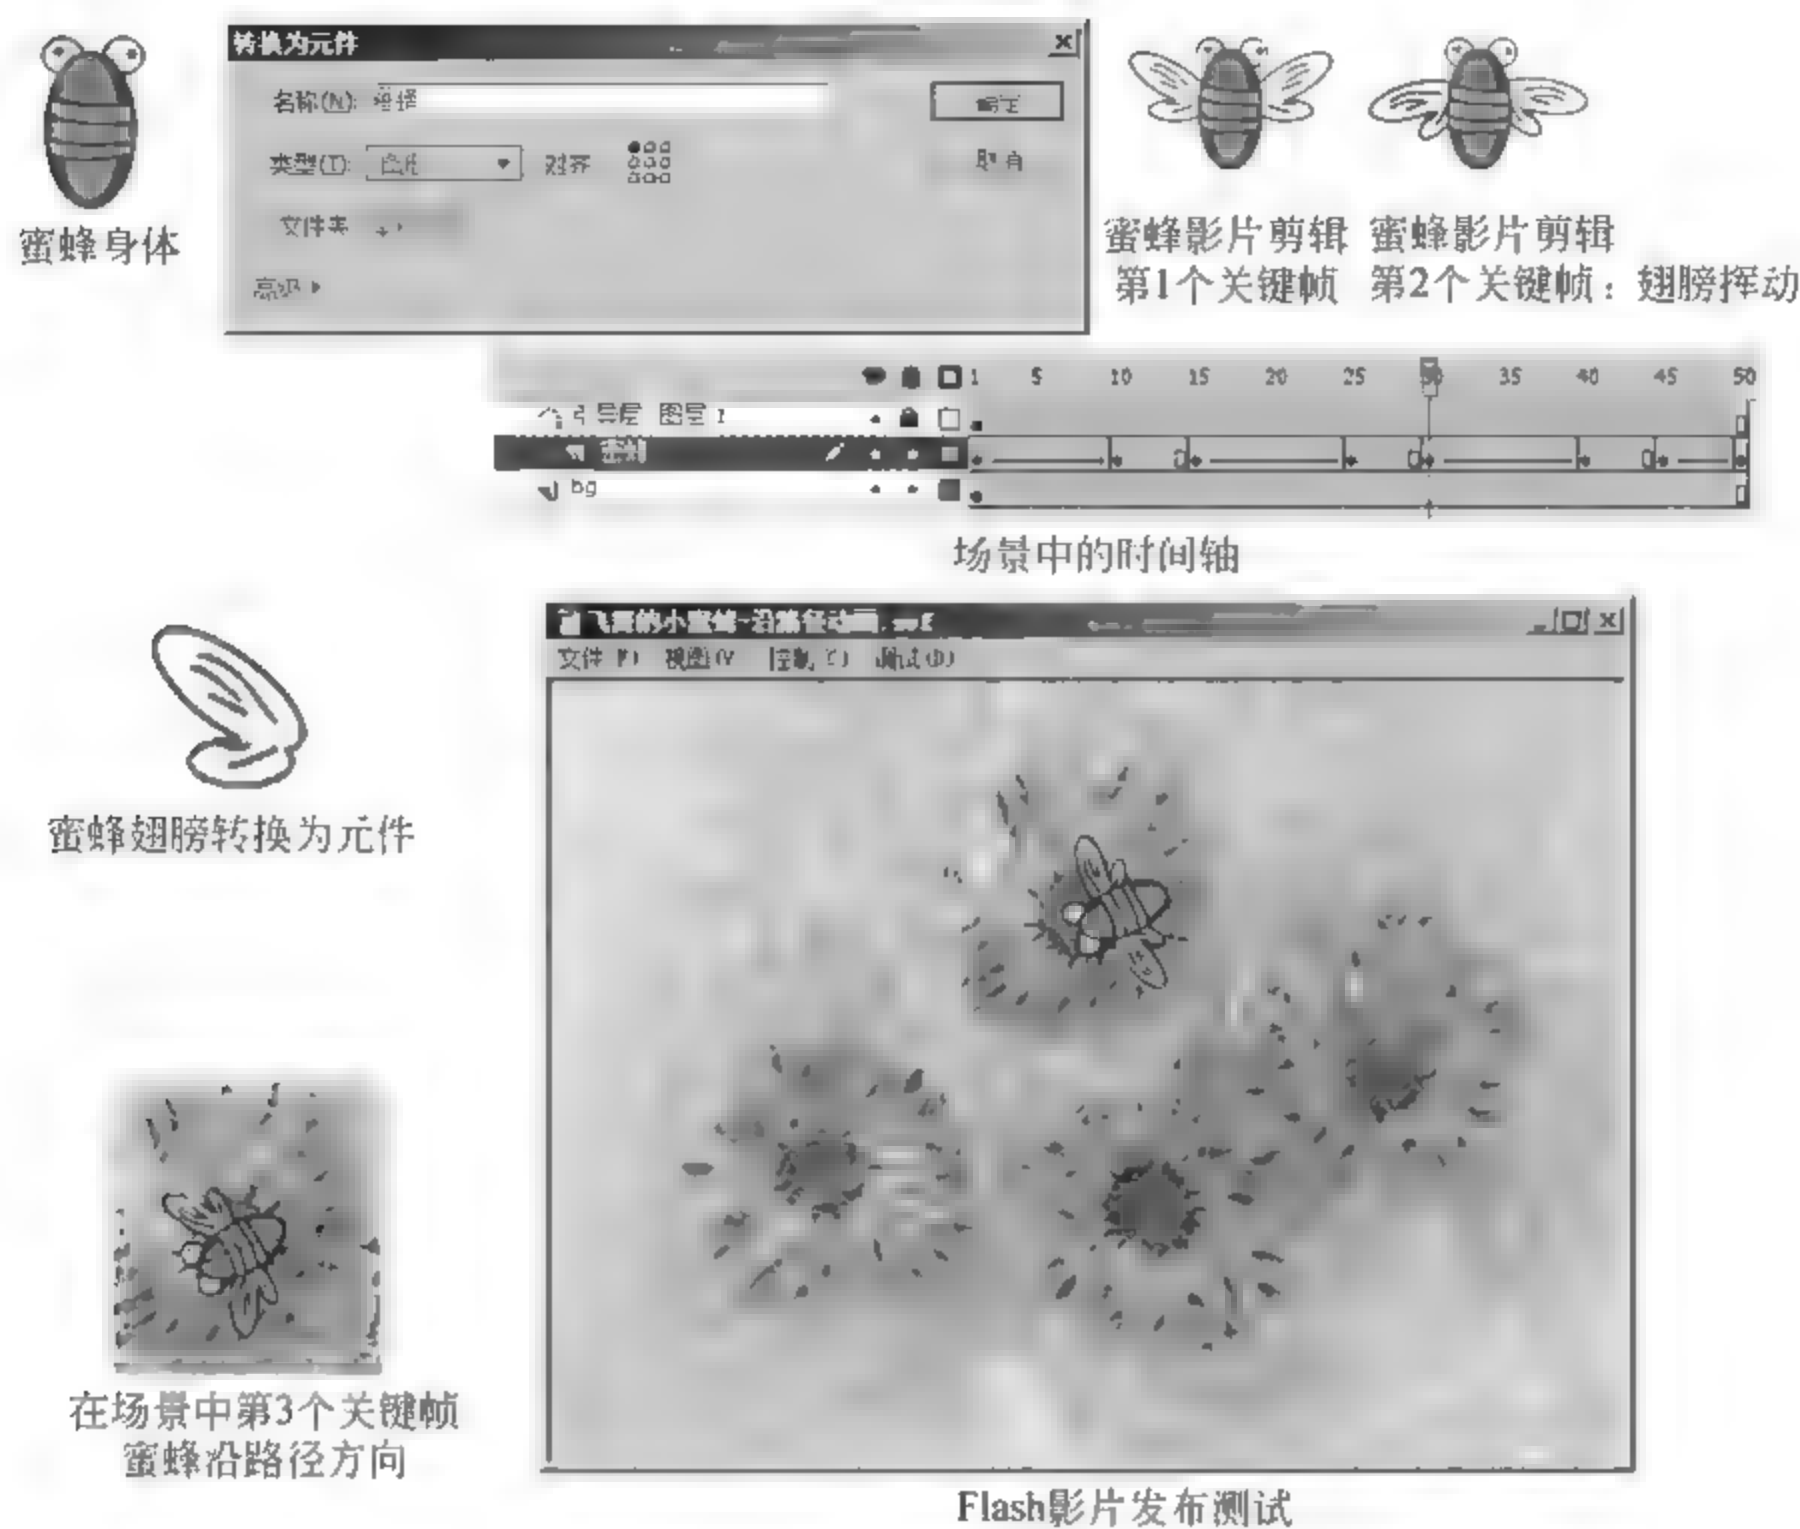 转换为元件
名称(N):
类型(T): 对齐
文件夹
高级
蜜蜂身体
蜜蜂影片剪辑
第1个关键帧
蜜蜂影片剪辑
第2个关键帧：翅膀挥动
1 5 10 15 20 25 30 35 40 45 50
引导层 图层 1
bg
场景中的时间轴
蜜蜂翅膀转换为元件
文件 视图(V 控制 C) 调试(D)
在场景中第3个关键帧
蜜蜂沿路径方向
Flash影片发布测试